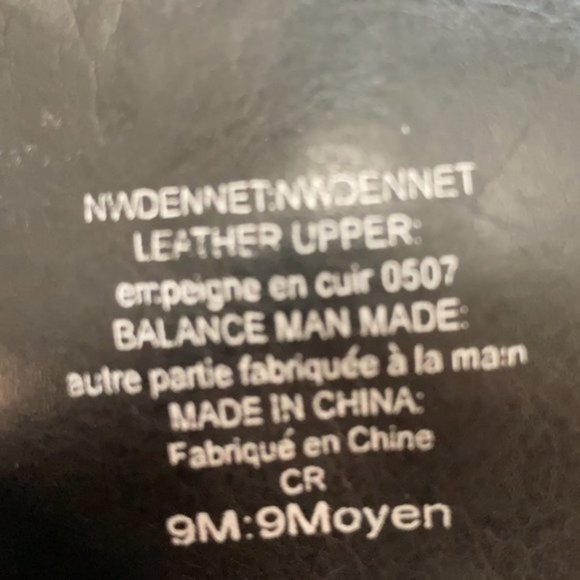 NWDENNET:NWDENNET
LEATHER UPPER:
empeigne en cuir 0507
BALANCE MAN MADE:
autre partie fabriquée à la main
MADE IN CHINA:
Fabriqué en Chine
CR
9M:9Moyen